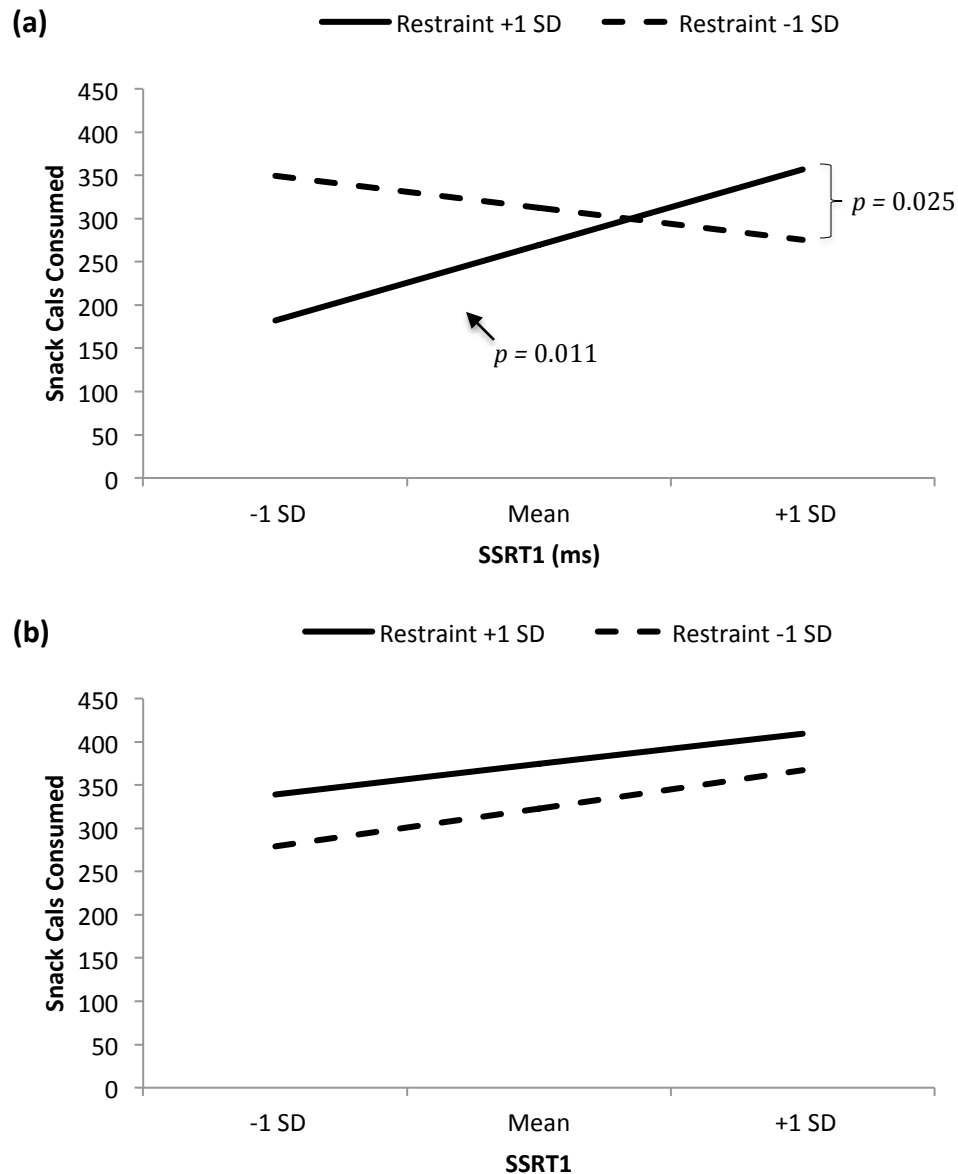 (a)
Restraint +1 SD
Restraint -1 SD
450
400
350
300
250
200
150
100
50
0
Snack Cals Consumed
p = 0.025
p = 0.011
-1 SD
Mean
+1 SD
SSRT1 (ms)
(b)
Restraint +1 SD
Restraint -1 SD
450
400
350
300
250
200
150
100
50
0
Snack Cals Consumed
-1 SD
Mean
+1 SD
SSRT1